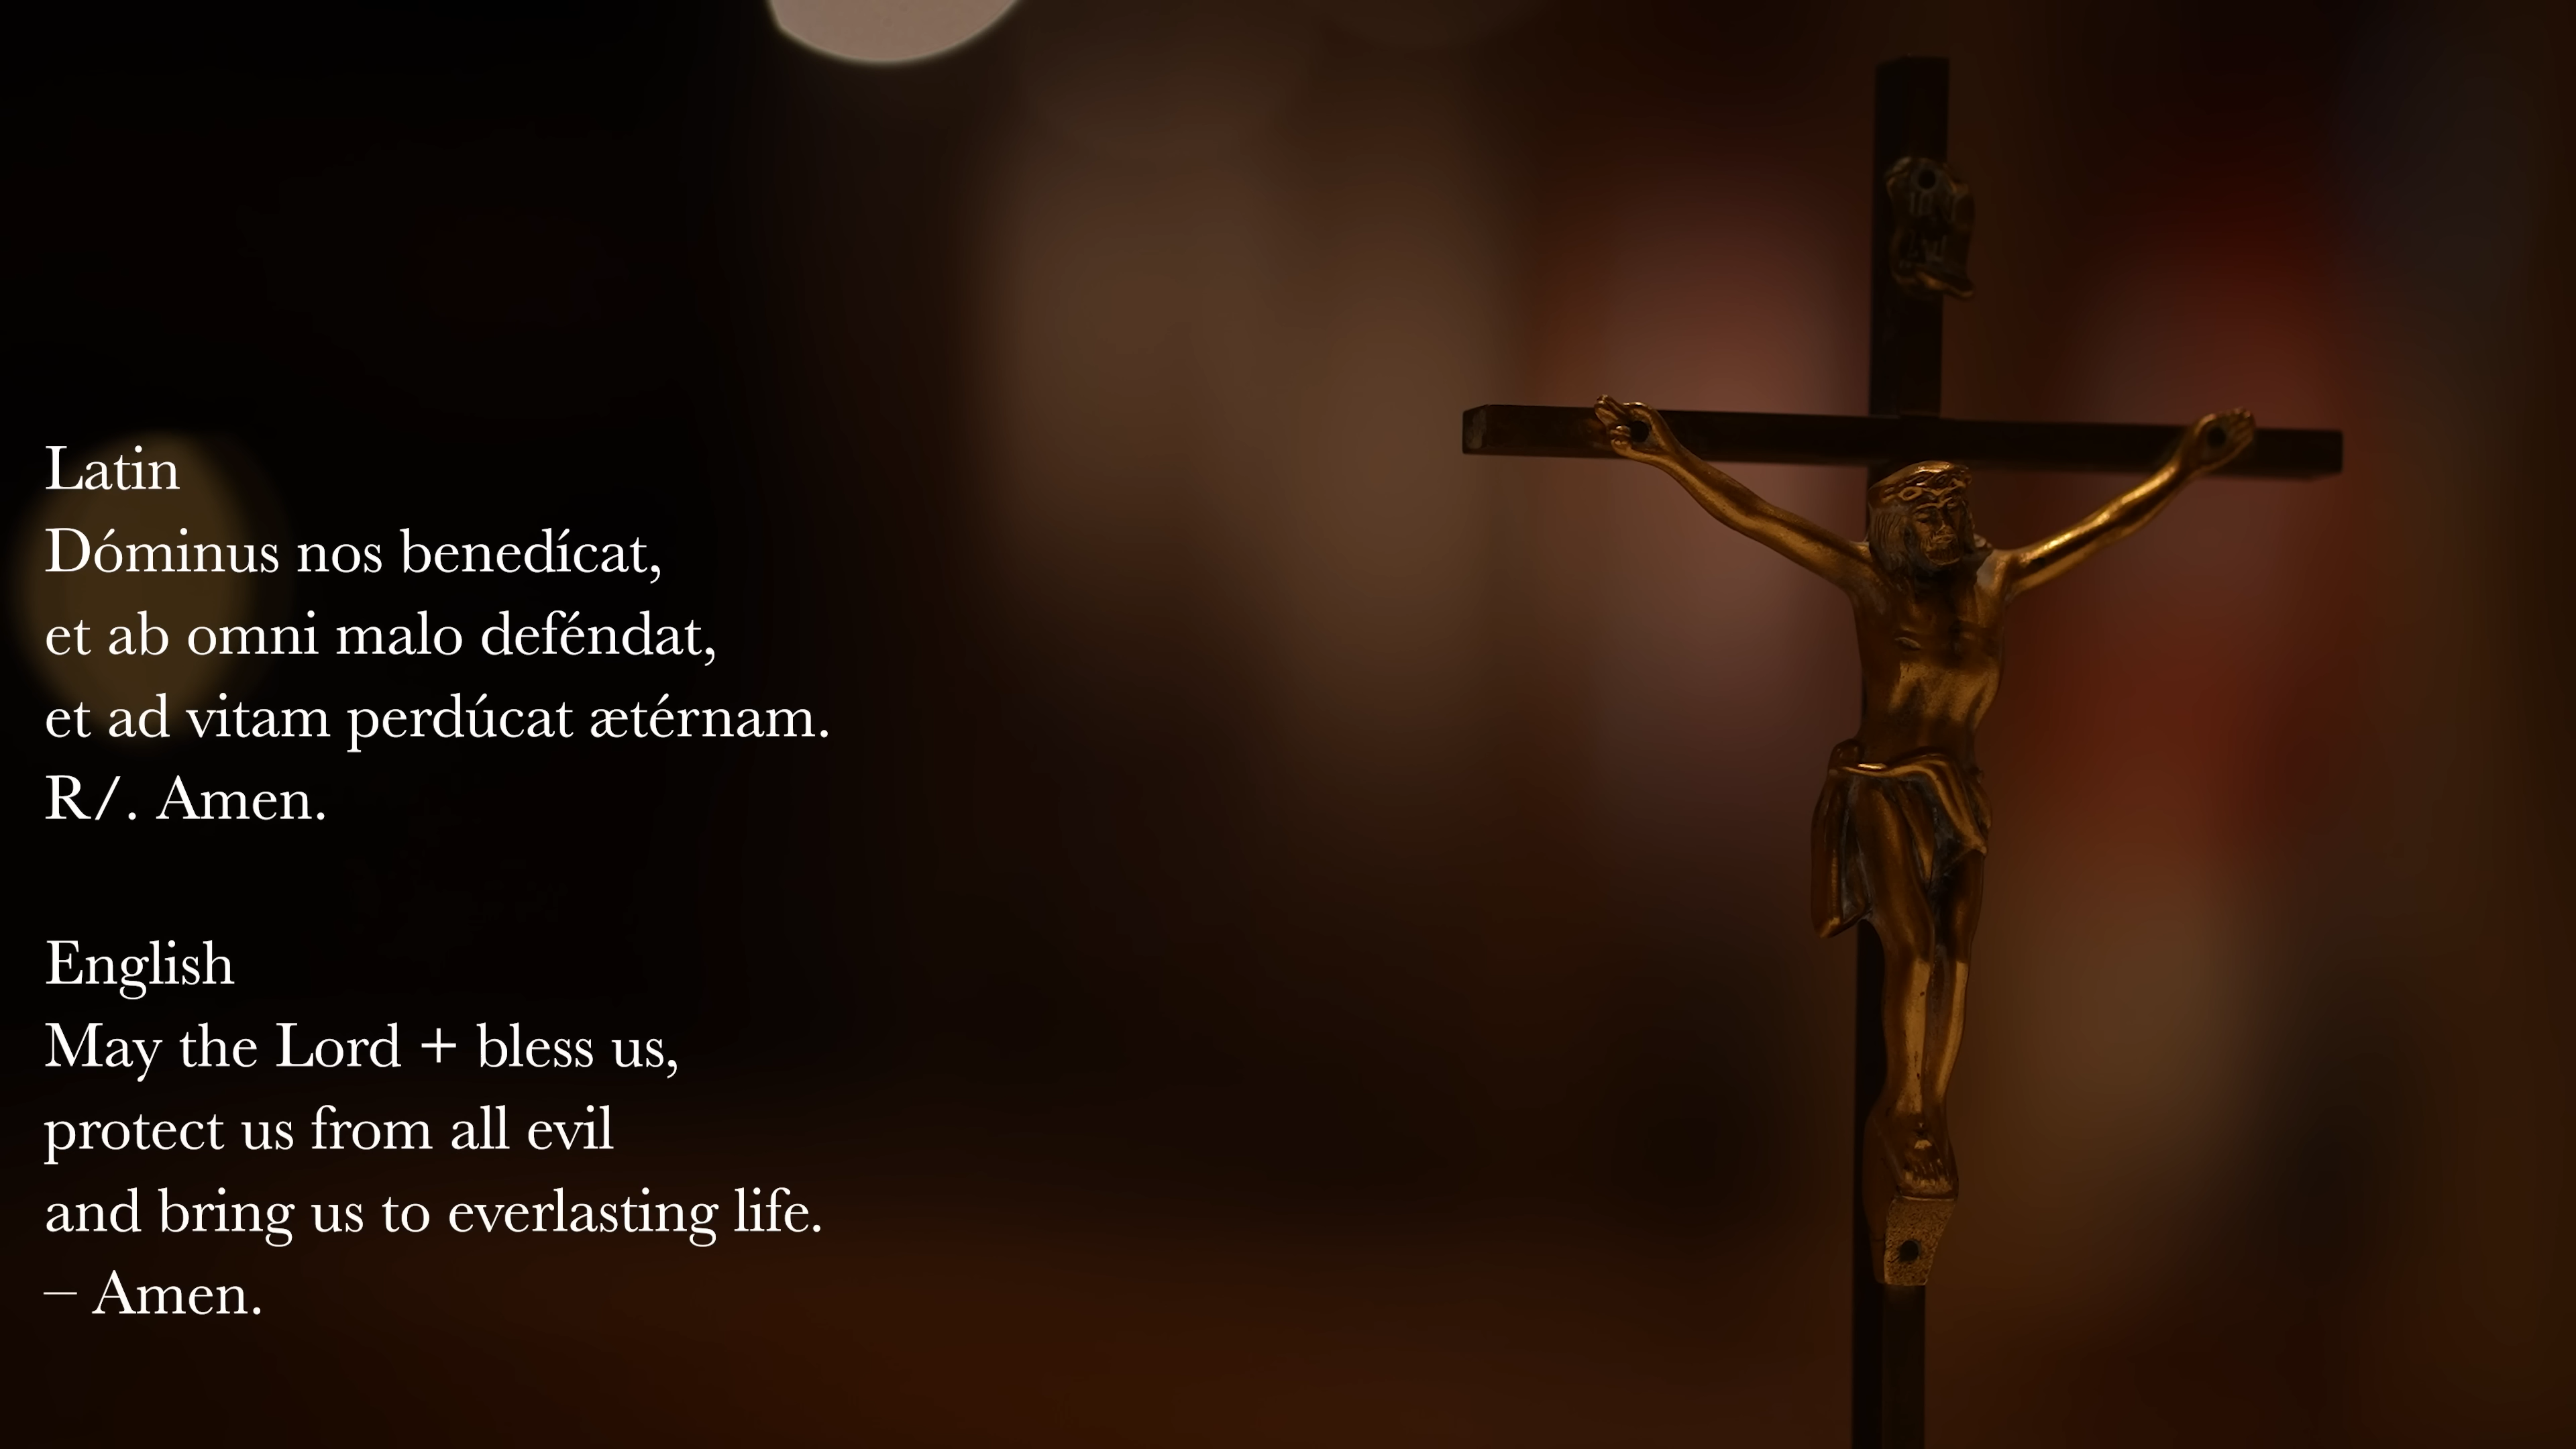 Latin
Dóminus nos benedícat,
et ab omni malo deféndat,
et ad vitam perdúcat ætérnam.
R/. Amen.
English
May the Lord + bless us,
protect us from all evil
and bring us to everlasting life.
– Amen.